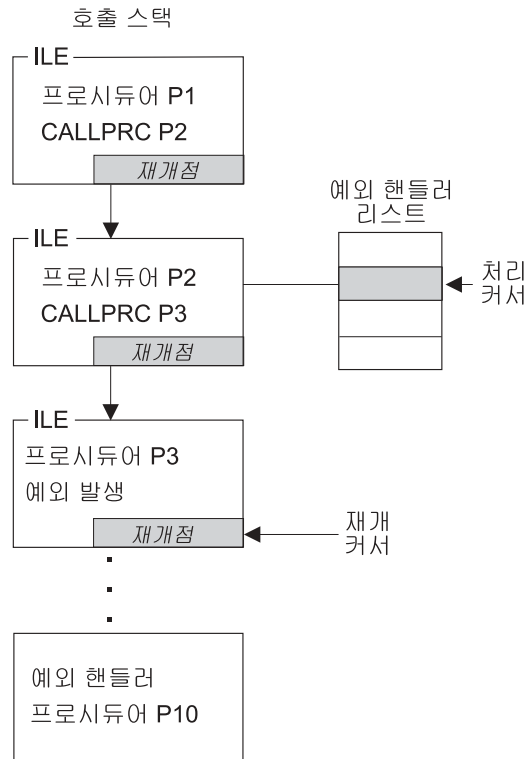 호출 스택
ILE
프로시듀어 P1
CALLPRC P2
재개점
예외 핸들러
리스트
ILE
프로시듀어 P2
CALLPRC P3
재개점
처리
커서
ILE
프로시듀어 P3
예외 발생
재개점
재개
커서
예외 핸들러
프로시듀어 P10